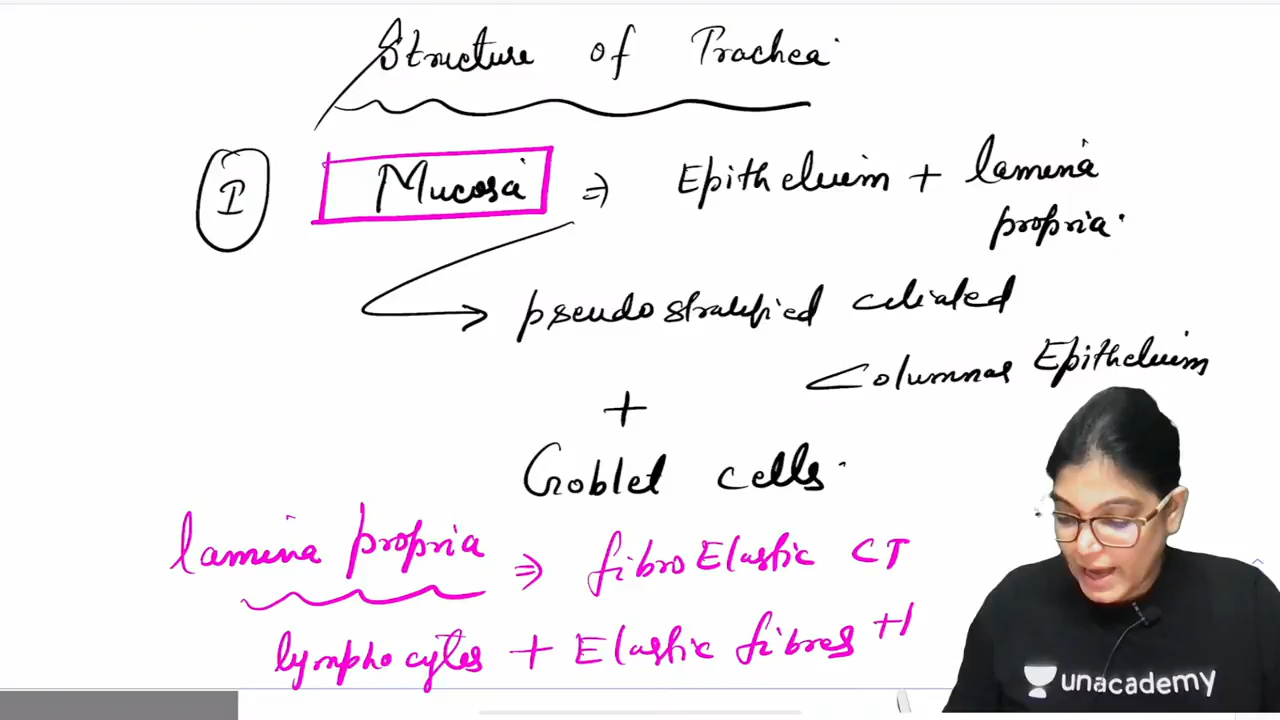 Structure of Trachea
I Mucosa ⇒ Epithelium + lamina
propria.
pseudostratified ciliated
Columnar Epithelium
+
Goblet cells.
lamina propria ⇒ fibroElastic CT
lymphocytes + Elastic fibres +
unacademy